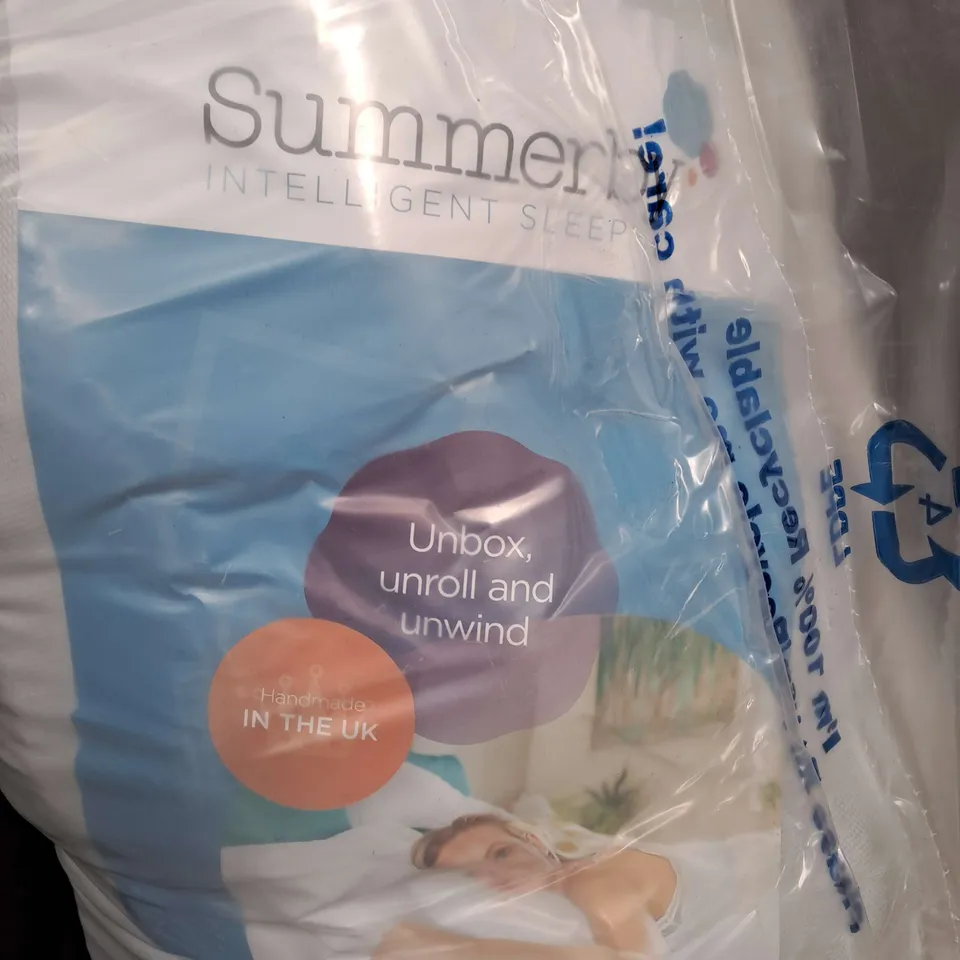 Summerby
INTELLIGENT SLEEP
Unbox,
unroll and
unwind
Handmade
IN THE UK
I'm 100% Recyclable
LDPE
4